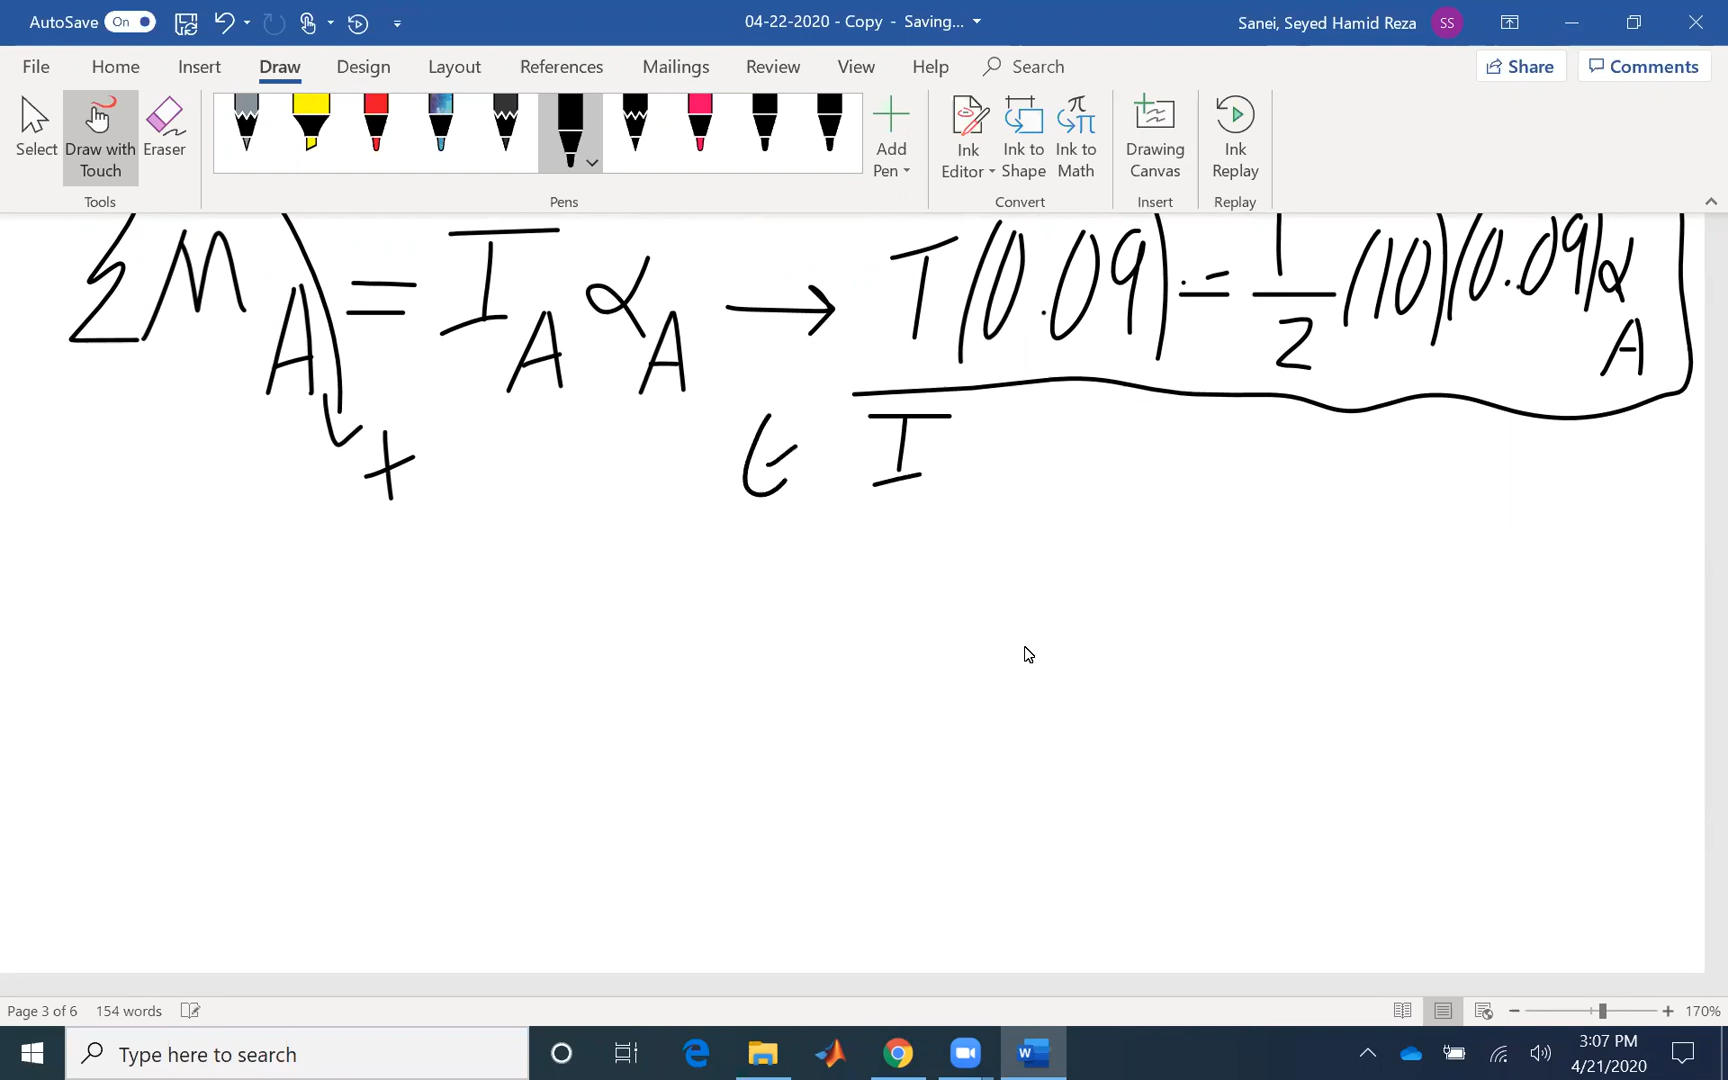 AutoSave On 04-22-2020 - Copy - Saving... Sanei, Seyed Hamid Reza SS
File Home Insert Draw Design Layout References Mailings Review View Help Search Share Comments
Select Draw with Touch Eraser Add Pen Ink Editor Ink to Shape Ink to Math Drawing Canvas Ink Replay
Tools Pens Convert Insert Replay
ΣM_A = I̅_A α_A → T(0.09) = 1/2 (10)(0.09)α_A
+ I̅
Page 3 of 6 154 words 170%
Type here to search 3:07 PM
4/21/2020